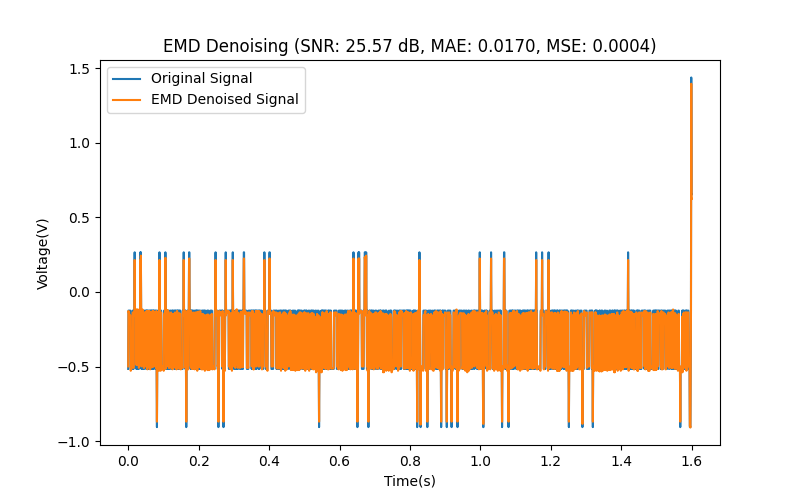 EMD Denoising (SNR: 25.57 dB, MAE: 0.0170, MSE: 0.0004)
Original Signal
EMD Denoised Signal
1.5
1.0
0.5
0.0
−0.5
−1.0
Voltage(V)
0.0 0.2 0.4 0.6 0.8 1.0 1.2 1.4 1.6
Time(s)